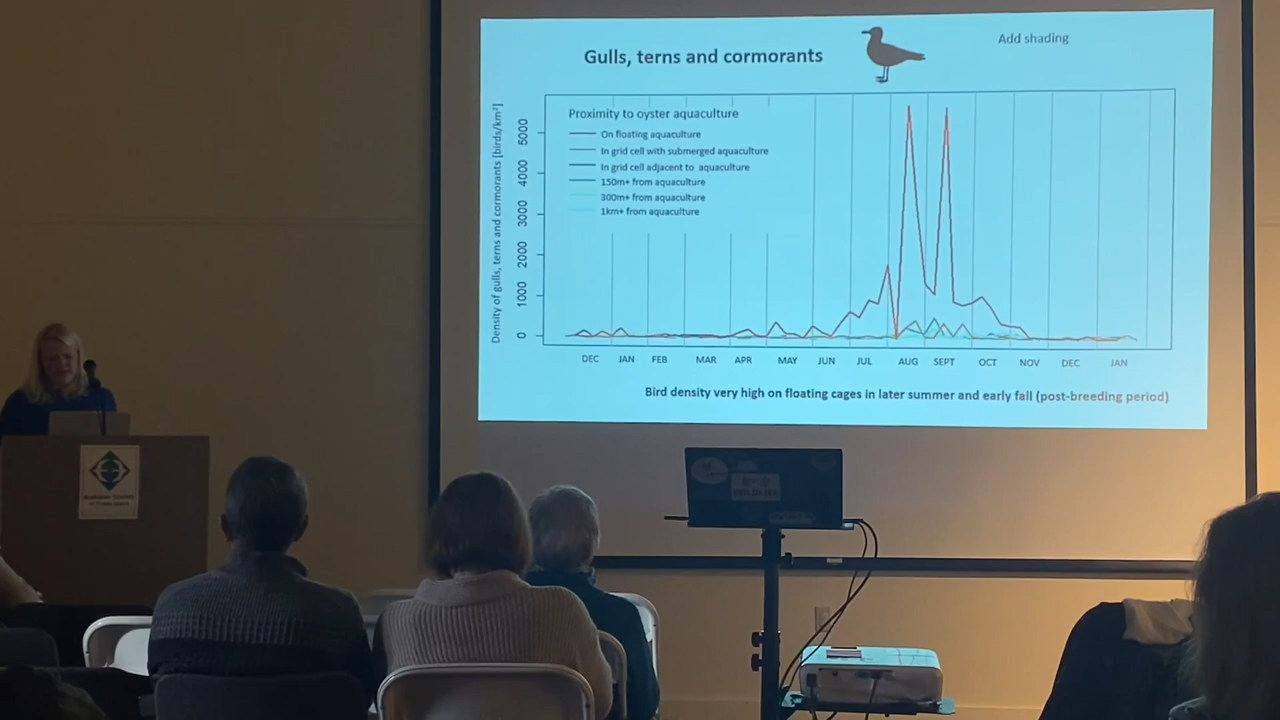 Gulls, terns and cormorants
Add shading
Density of gulls, terns and cormorants [birds/km²]
5000
4000
3000
2000
1000
0
Proximity to oyster aquaculture
On floating aquaculture
In grid cell with submerged aquaculture
In grid cell adjacent to aquaculture
150m+ from aquaculture
300m+ from aquaculture
1km+ from aquaculture
DEC JAN FEB MAR APR MAY JUN JUL AUG SEPT OCT NOV DEC JAN
Bird density very high on floating cages in later summer and early fall (post-breeding period)